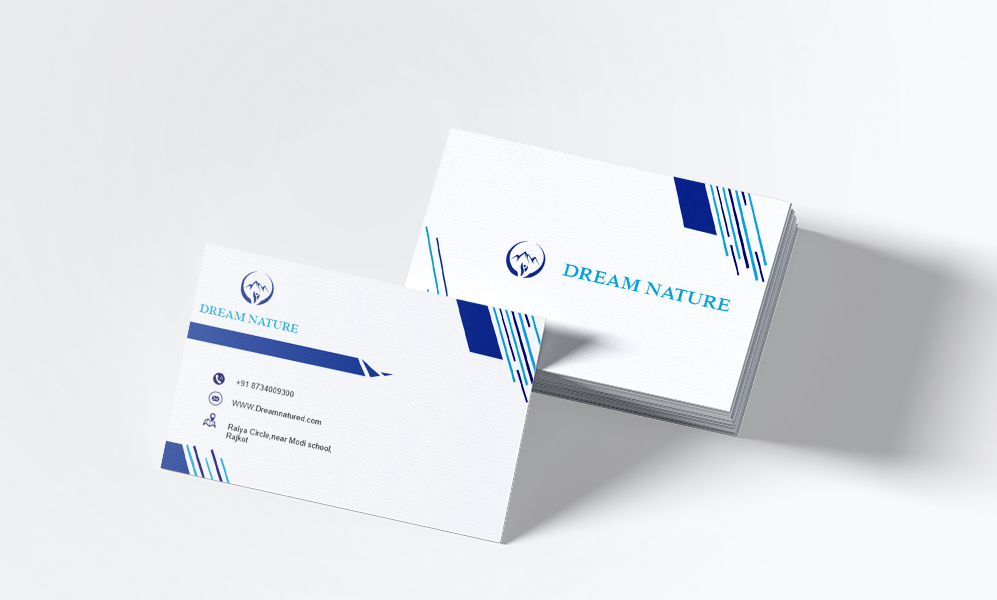 DREAM NATURE
DREAM NATURE
+91 8734009300
WWW.Dreamnatured.com
Raiya Circle,near Modi school,
Rajkot